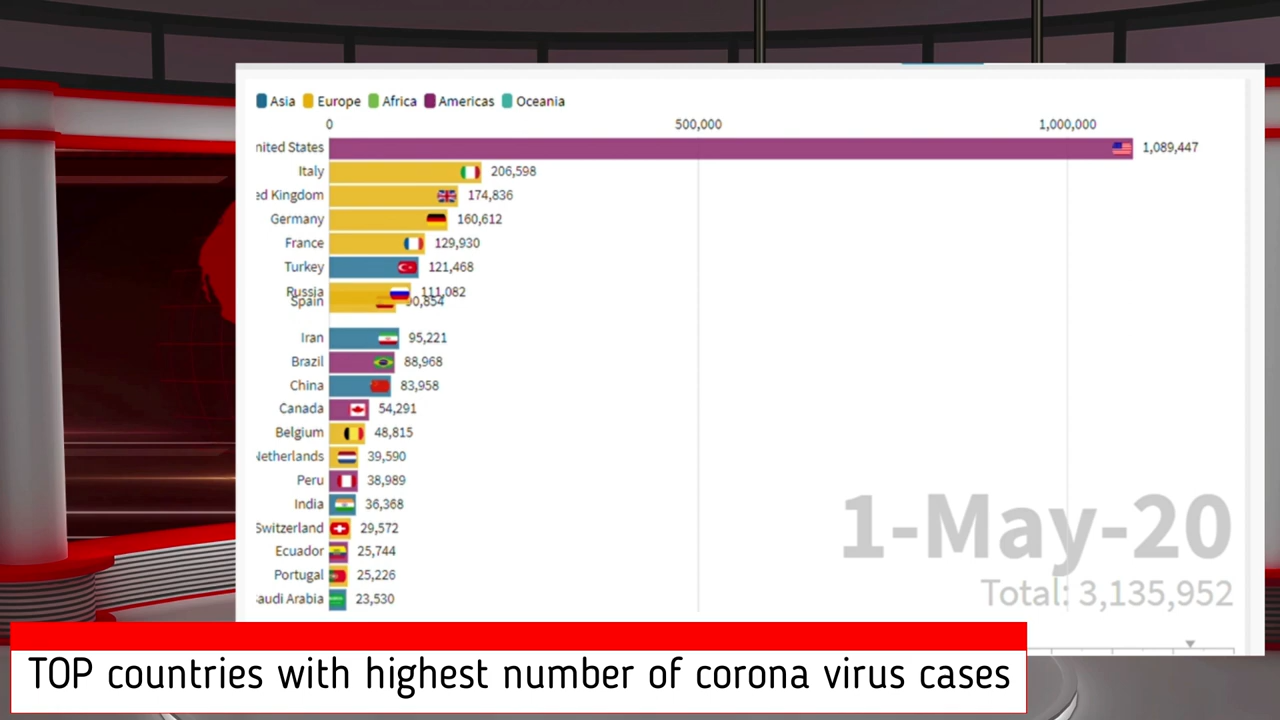 Asia Europe Africa Americas Oceania
0 500,000 1,000,000
nited States 1,089,447
Italy 206,598
ed Kingdom 174,836
Germany 160,612
France 129,930
Turkey 121,468
Russia 111,082
Spain 90,854
Iran 95,221
Brazil 88,968
China 83,958
Canada 54,291
Belgium 48,815
Netherlands 39,590
Peru 38,989
India 36,368
Switzerland 29,572
Ecuador 25,744
Portugal 25,226
audi Arabia 23,530
1-May-20
Total: 3,135,952
TOP countries with highest number of corona virus cases